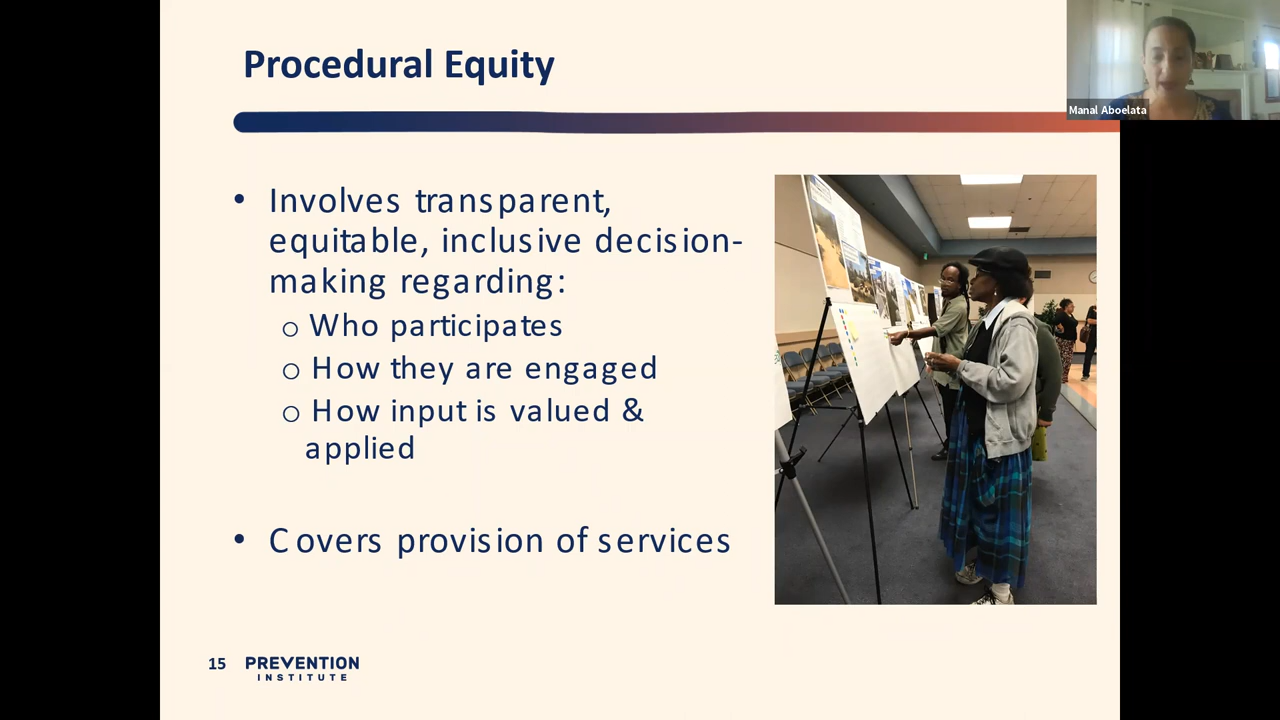 Procedural Equity
Manal Aboelata
• Involves transparent,
equitable, inclusive decision-
making regarding:
o Who participates
o How they are engaged
o How input is valued &
applied
• Covers provision of services
15 PREVENTION
INSTITUTE